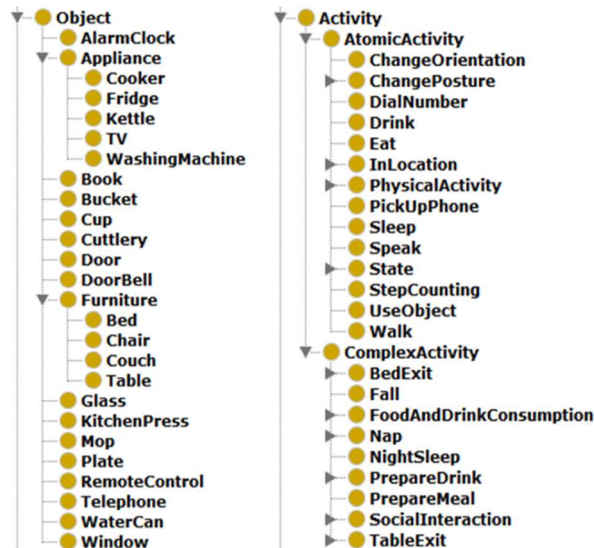 Object
AlarmClock
Appliance
Cooker
Fridge
Kettle
TV
WashingMachine
Book
Bucket
Cup
Cuttlery
Door
DoorBell
Furniture
Bed
Chair
Couch
Table
Glass
KitchenPress
Mop
Plate
RemoteControl
Telephone
WaterCan
Window
Activity
AtomicActivity
ChangeOrientation
ChangePosture
DialNumber
Drink
Eat
InLocation
PhysicalActivity
PickUpPhone
Sleep
Speak
State
StepCounting
UseObject
Walk
ComplexActivity
BedExit
Fall
FoodAndDrinkConsumption
Nap
NightSleep
PrepareDrink
PrepareMeal
SocialInteraction
TableExit